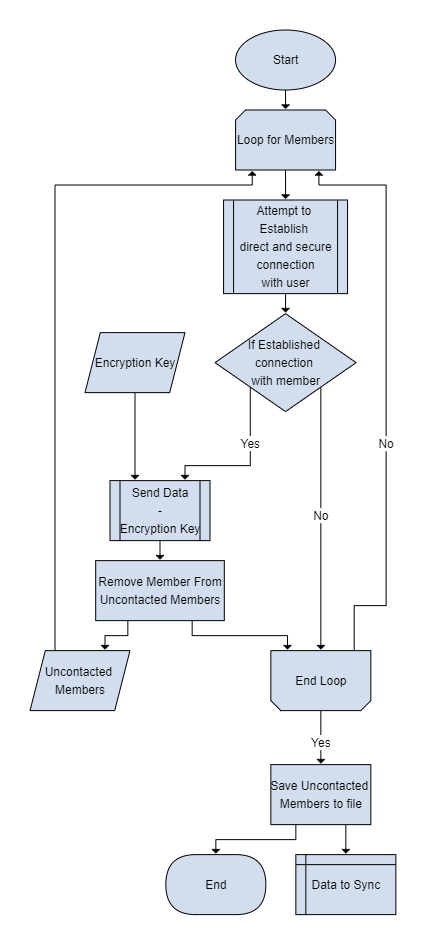 Start
Loop for Members
Attempt to
Establish
direct and secure
connection
with user
If Established
connection
with member
Encryption Key
Yes
No
No
Send Data
-
Encryption Key
Remove Member From
Uncontacted Members
Uncontacted
Members
End Loop
Yes
Save Uncontacted
Members to file
End
Data to Sync